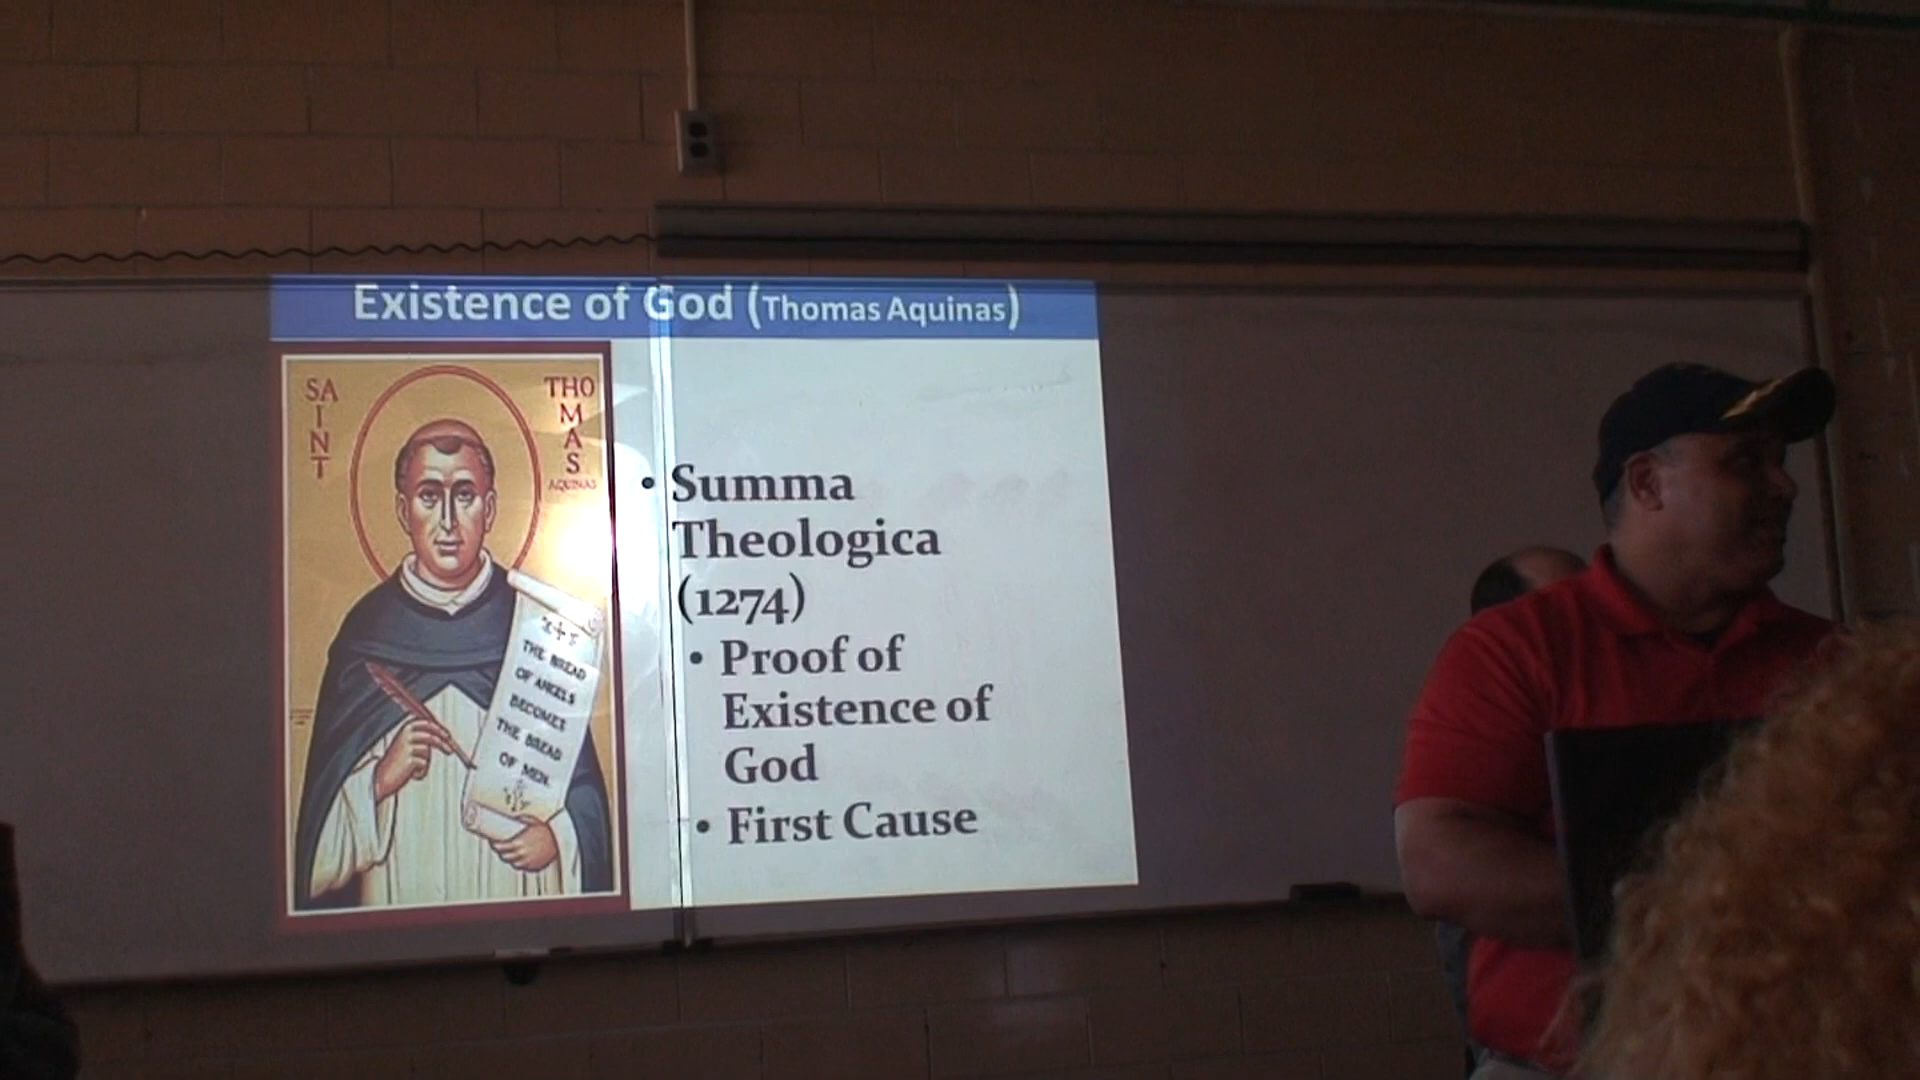 Existence of God (Thomas Aquinas)
SAINT
THOMAS
AQUINAS
THE BREAD
OF ANGELS
BECOMES
THE BREAD
OF MEN.
• Summa
Theologica
(1274)
• Proof of
Existence of
God
• First Cause